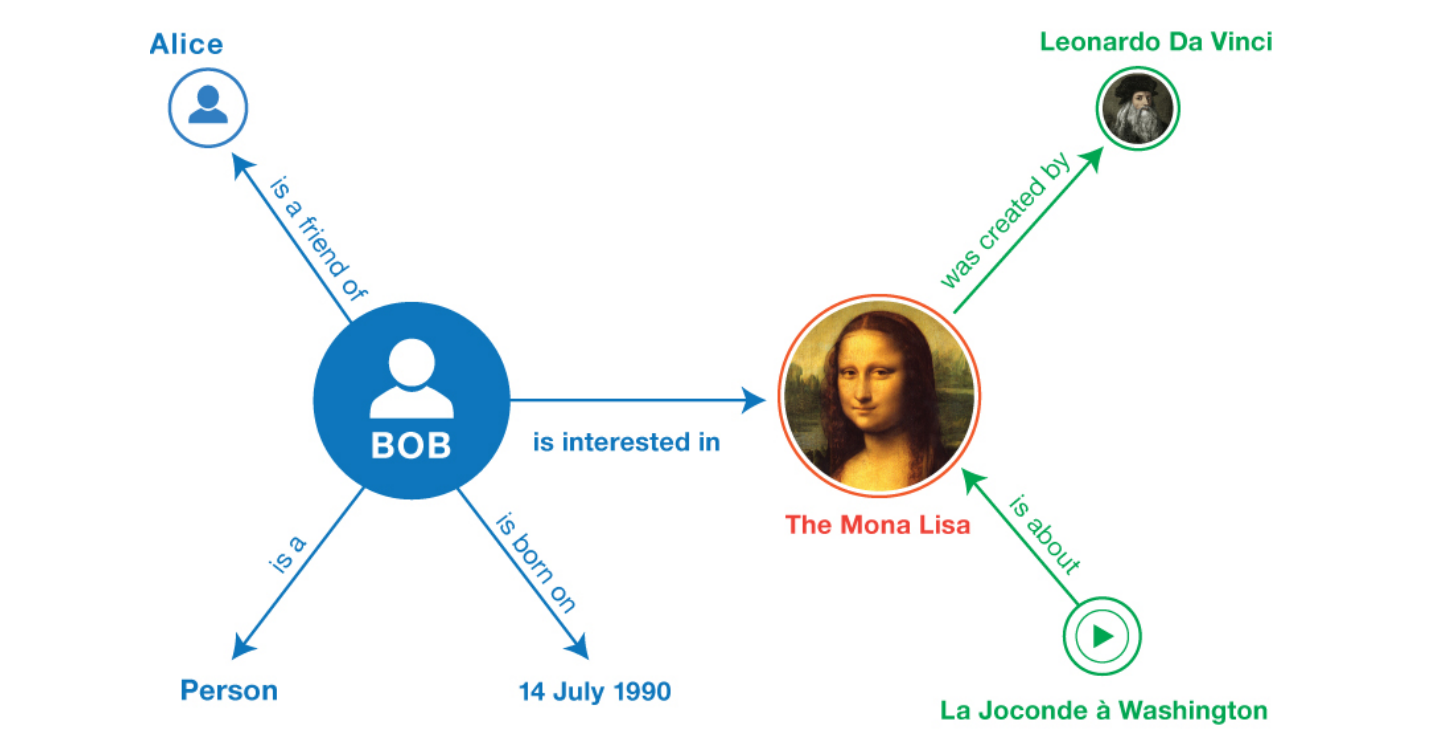 Alice
Leonardo Da Vinci
is a friend of
was created by
BOB
is interested in
The Mona Lisa
is a
is born on
is about
Person
14 July 1990
La Joconde à Washington